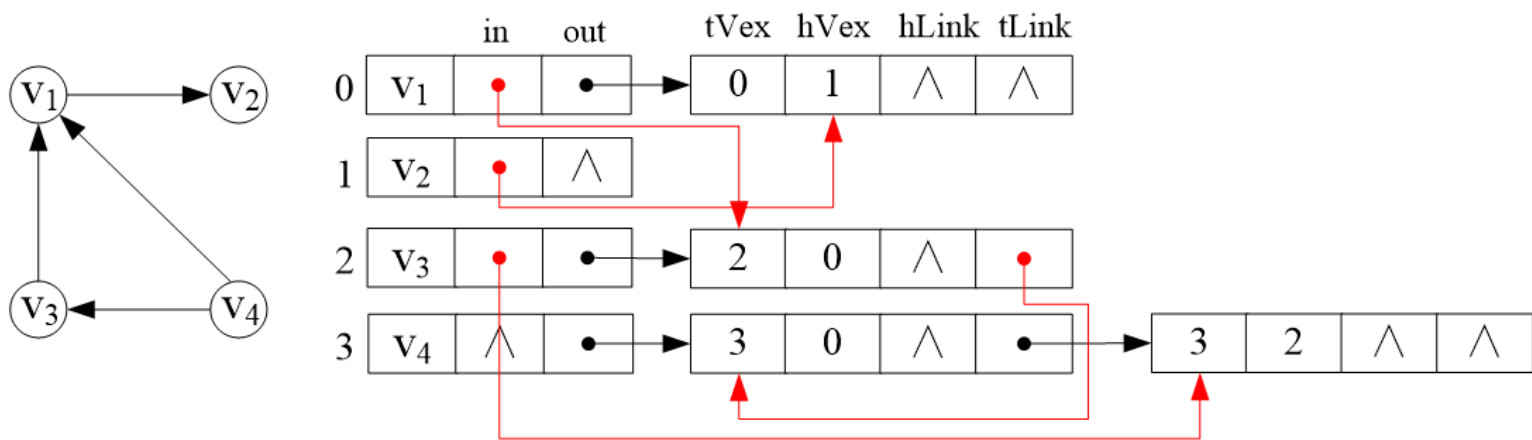 in out tVex hVex hLink tLink
v1 v2 0 v1 0 1 ∧ ∧
1 v2 ∧
2 v3 2 0 ∧
v3 v4 3 v4 ∧ 3 0 ∧ 3 2 ∧ ∧